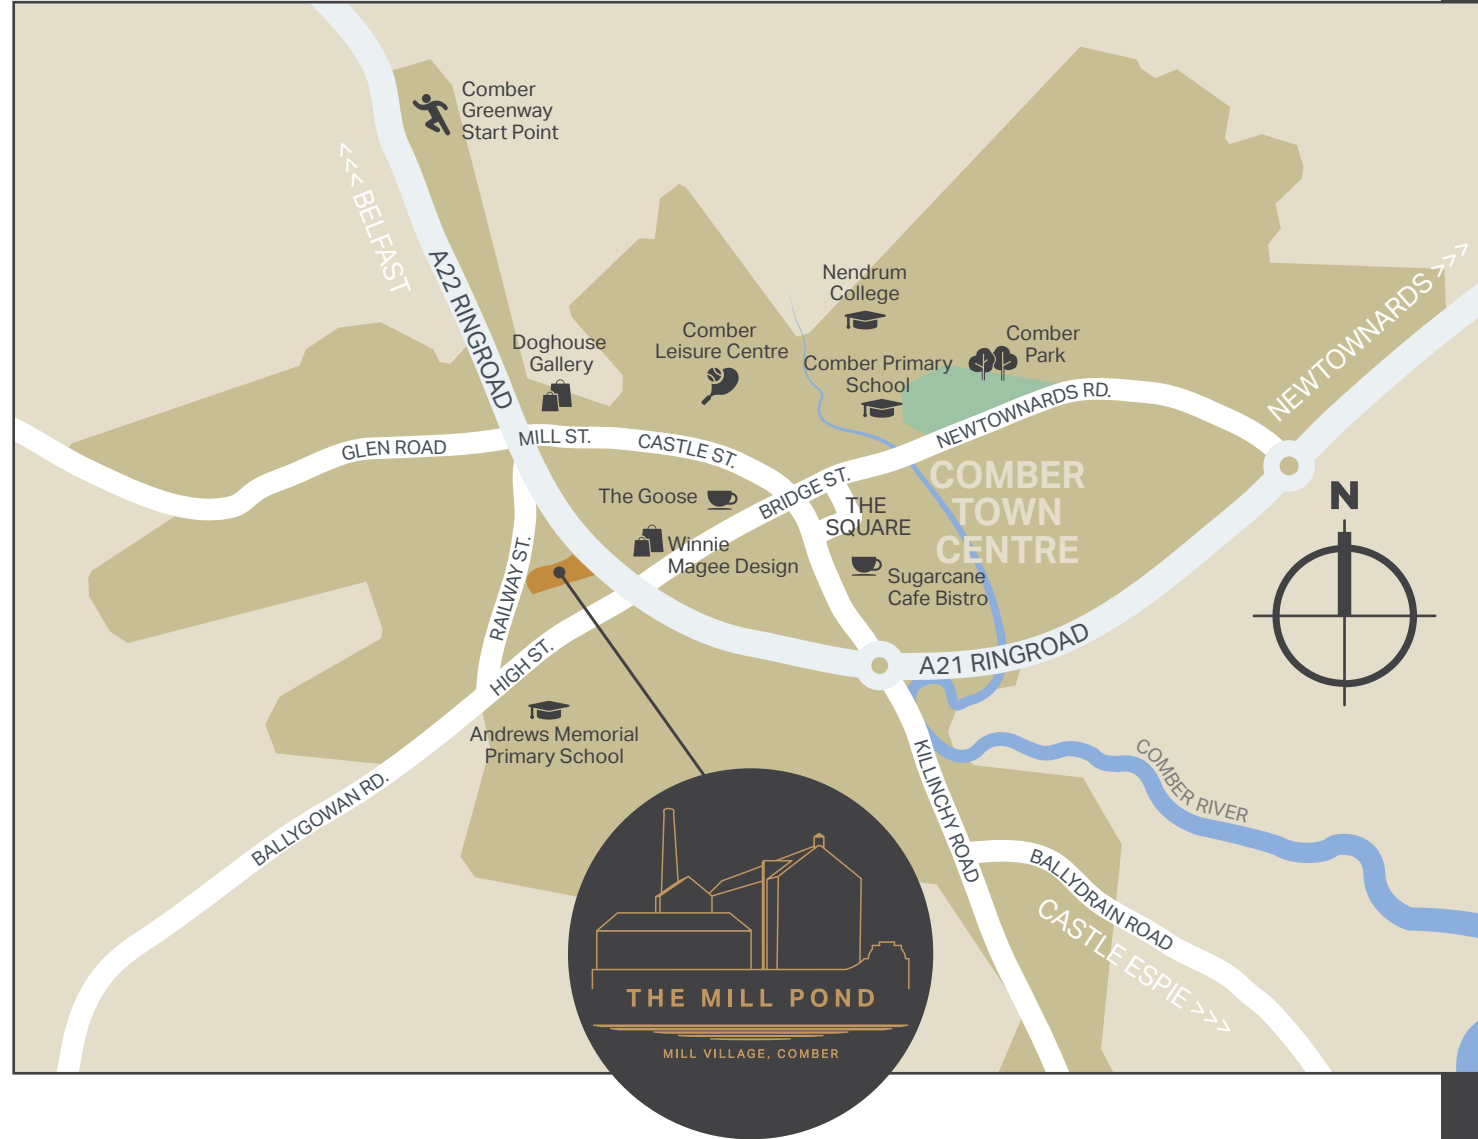 Comber
Greenway
Start Point
<<< BELFAST
A22 RINGROAD
Nendrum
College
NEWTOWNARDS >>>
Doghouse
Gallery
Comber
Leisure Centre
Comber
Park
Comber Primary
School
GLEN ROAD
MILL ST.
CASTLE ST.
NEWTOWNARDS RD.
BRIDGE ST.
COMBER
TOWN
CENTRE
The Goose
THE
SQUARE
N
Winnie
Magee Design
Sugarcane
Cafe Bistro
RAILWAY ST.
HIGH ST.
A21 RINGROAD
Andrews Memorial
Primary School
BALLYGOWAN RD.
KILLINCHY ROAD
COMBER RIVER
BALLYDRAIN ROAD
CASTLE ESPIE >>>
THE MILL POND
MILL VILLAGE, COMBER